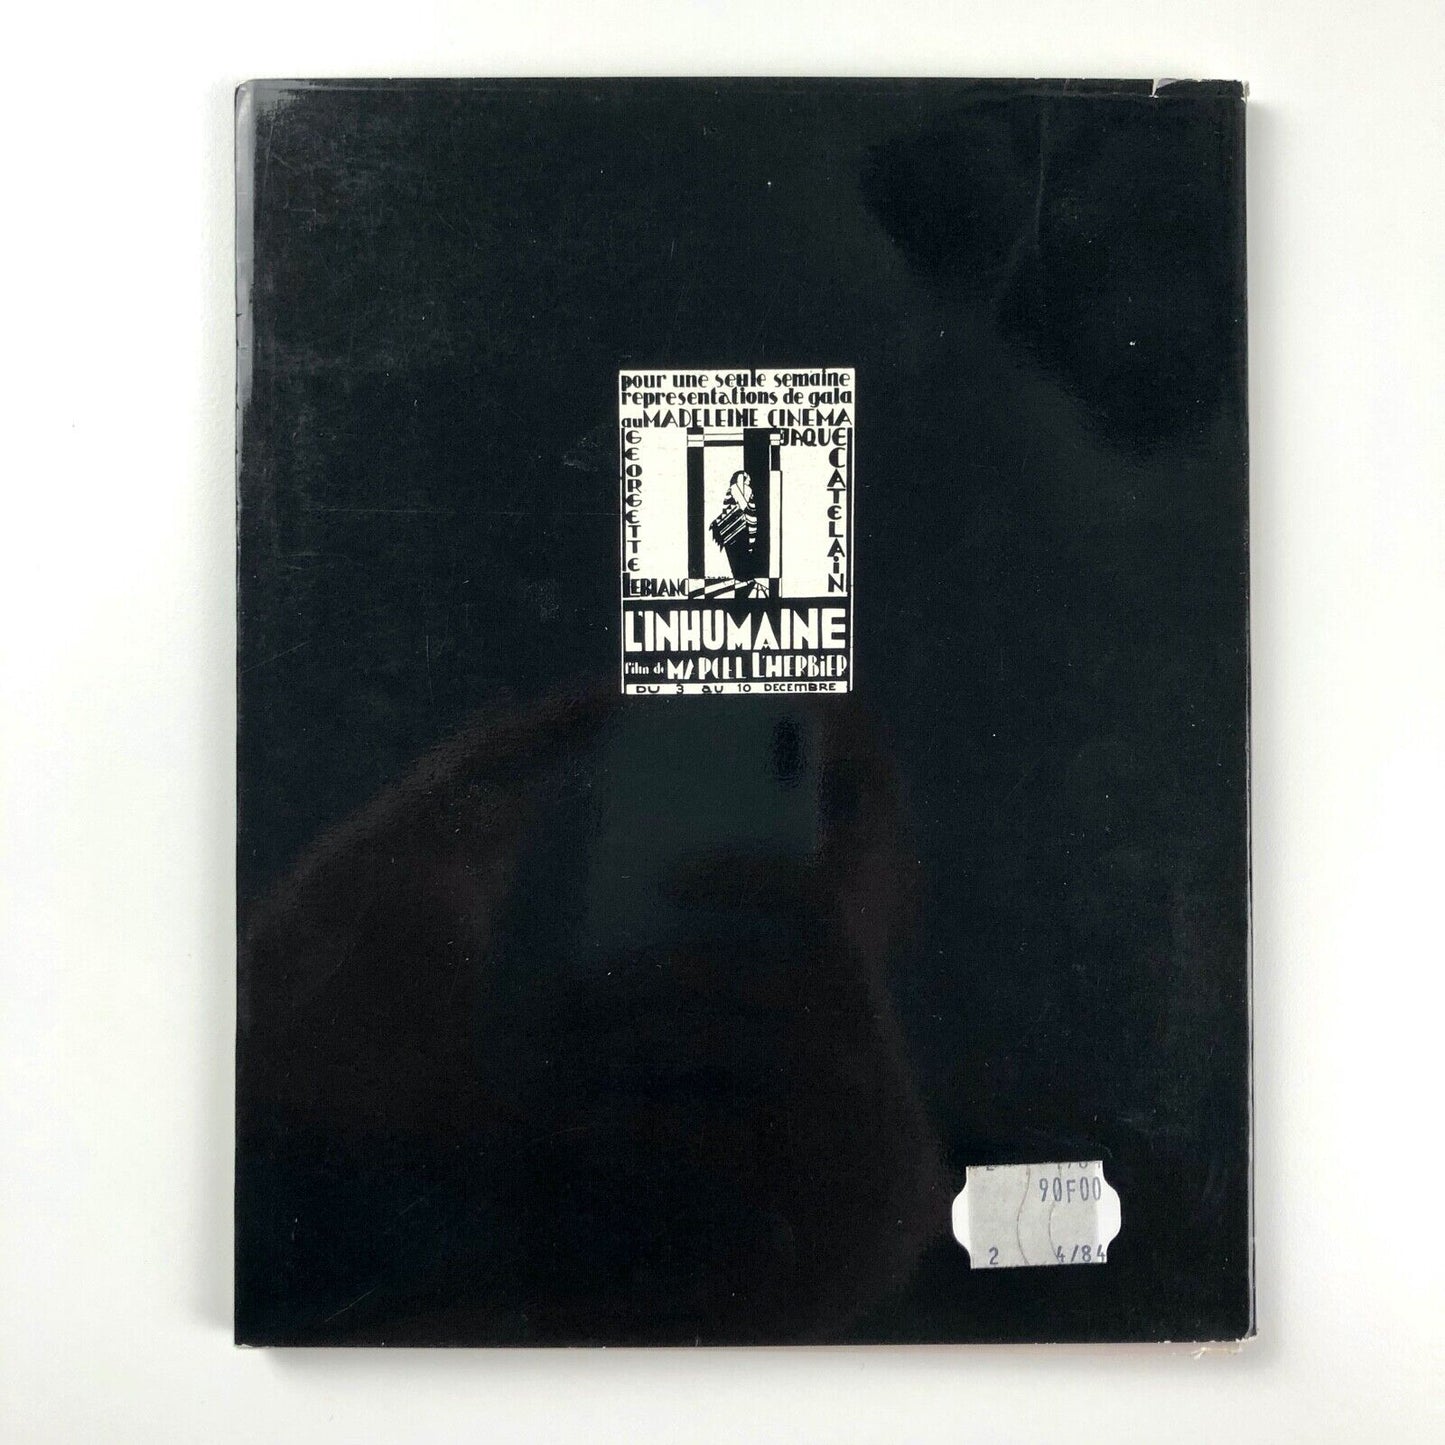 pour une seule semaine
representations de gala
au MADELEINE CINEMA
GEORGETTE
LEBLANC
JAQUE
CATELAIN
L'INHUMAINE
film de MARCEL L'HERBIER
DU 3 au 10 DECEMBRE
90F00
2 4/84